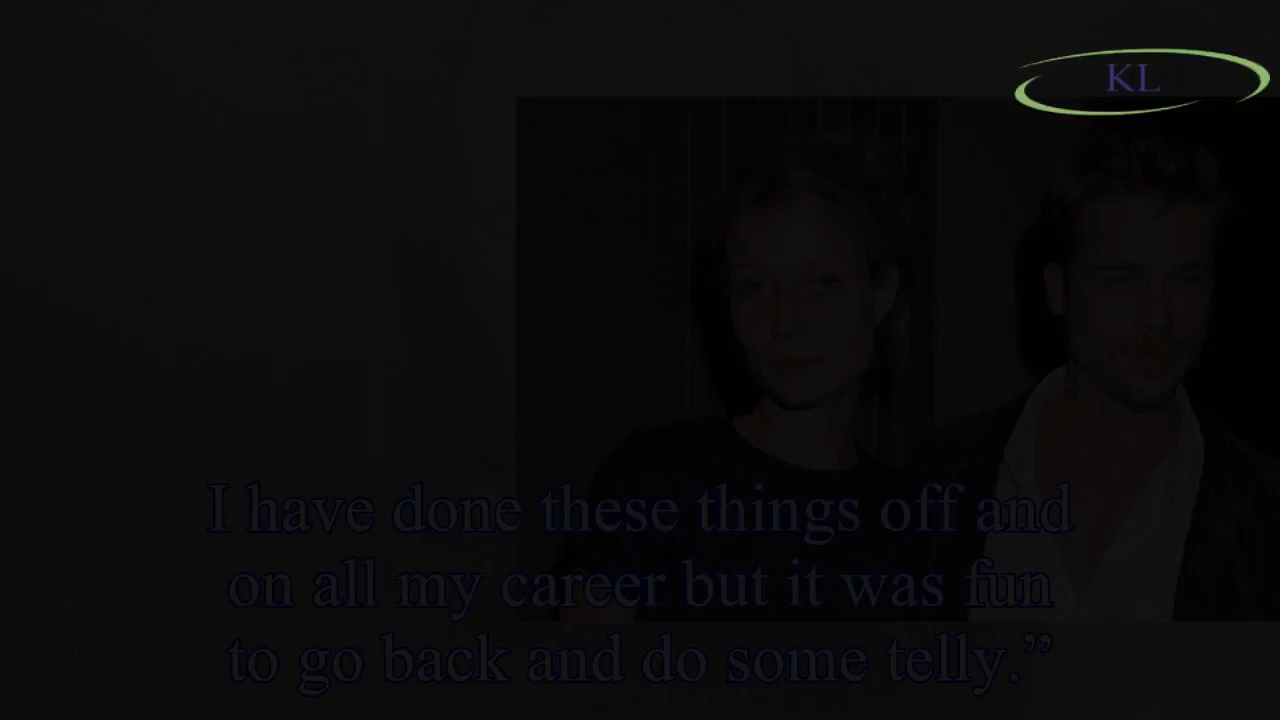 KL
I have done these things off and
on all my career but it was fun
to go back and do some telly.”